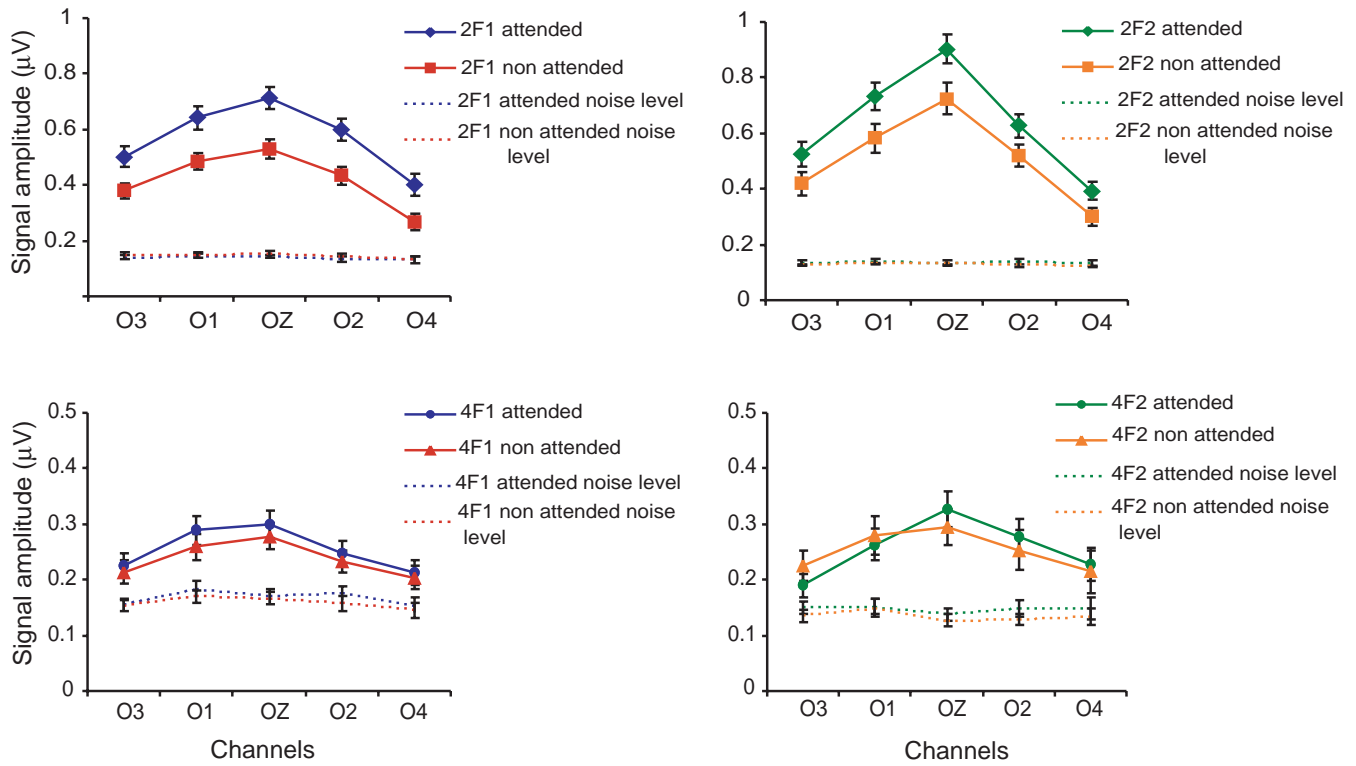 Signal amplitude (µV)
1
0.8
0.6
0.4
0.2
O3 O1 OZ O2 O4
2F1 attended
2F1 non attended
2F1 attended noise level
2F1 non attended noise
level
1
0.8
0.6
0.4
0.2
0
O3 O1 OZ O2 O4
2F2 attended
2F2 non attended
2F2 attended noise level
2F2 non attended noise
level
Signal amplitude (µV)
0.5
0.4
0.3
0.2
0.1
0
O3 O1 OZ O2 O4
Channels
4F1 attended
4F1 non attended
4F1 attended noise level
4F1 non attended noise
level
0.5
0.4
0.3
0.2
0.1
0
O3 O1 OZ O2 O4
Channels
4F2 attended
4F2 non attended
4F2 attended noise level
4F2 non attended noise
level